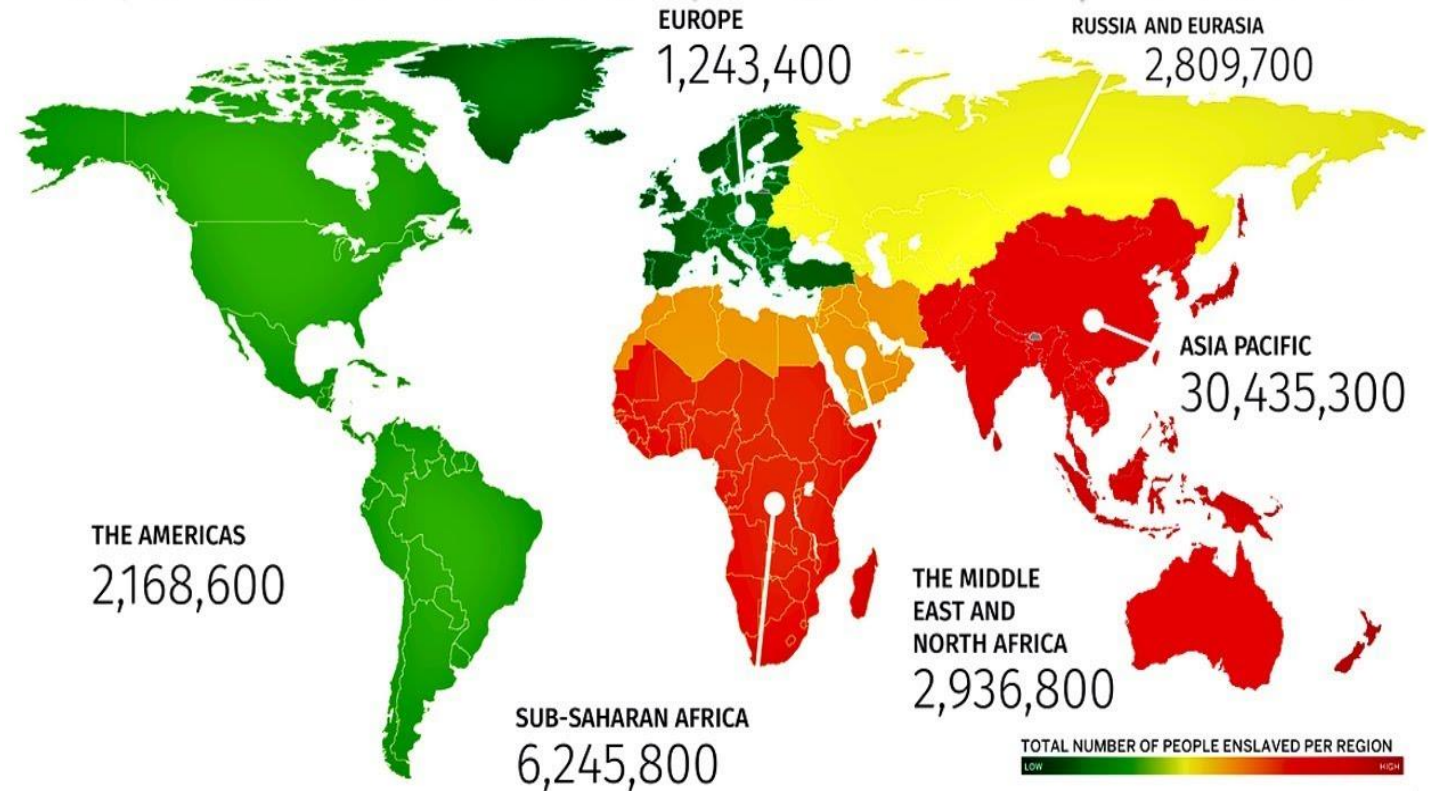 EUROPE
1,243,400
RUSSIA AND EURASIA
2,809,700
ASIA PACIFIC
30,435,300
THE AMERICAS
2,168,600
THE MIDDLE
EAST AND
NORTH AFRICA
2,936,800
SUB-SAHARAN AFRICA
6,245,800
TOTAL NUMBER OF PEOPLE ENSLAVED PER REGION
LOW HIGH